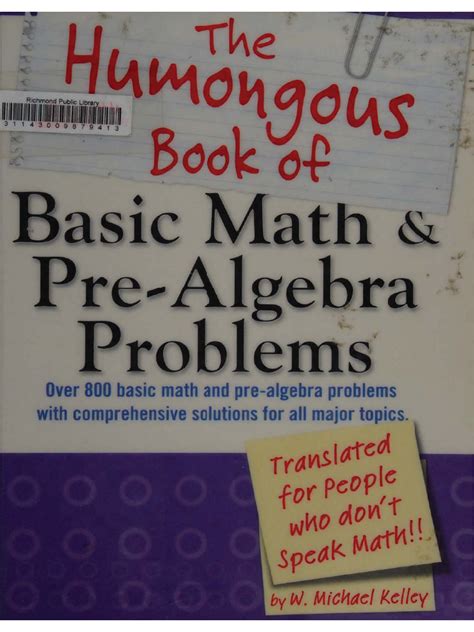 The
Humongous
Richmond Public Library
31143009879413
Book of
Basic Math &
Pre-Algebra
Problems
Over 800 basic math and pre-algebra problems
with comprehensive solutions for all major topics.
Translated
for People
who don't
Speak Math!!
by W. Michael Kelley